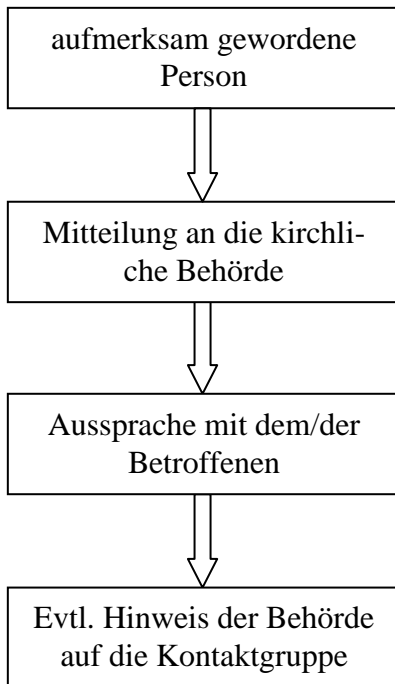 aufmerksam gewordene
Person
Mitteilung an die kirchli-
che Behörde
Aussprache mit dem/der
Betroffenen
Evtl. Hinweis der Behörde
auf die Kontaktgruppe